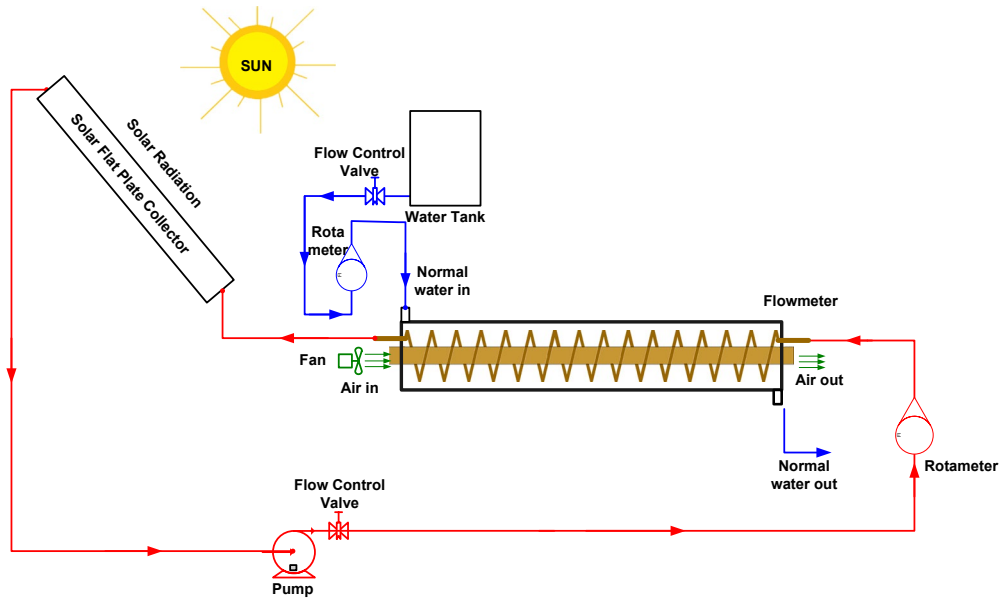 SUN
Solar Radiation
Solar Flat Plate Collector
Flow Control
Valve
Water Tank
Rota
meter
Normal
water in
Flowmeter
Fan
Air in
Air out
Normal
water out
Rotameter
Flow Control
Valve
Pump